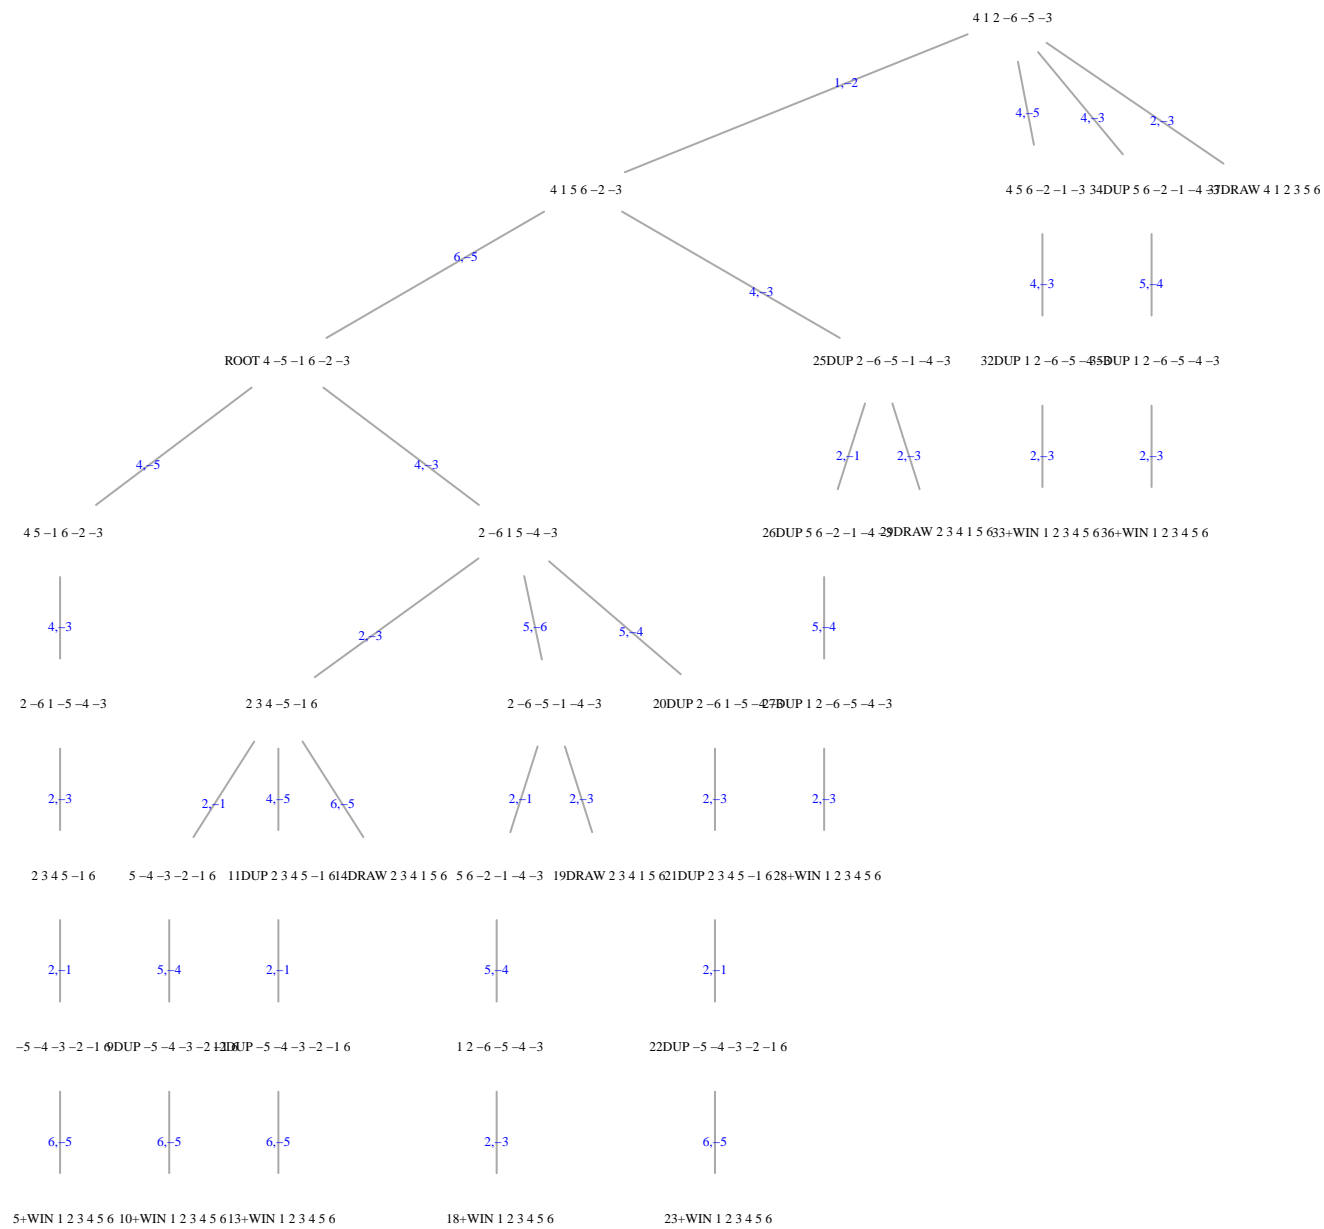 4 1 2 −6 −5 −3
1,−2
4,−5
4,−3
2,−3
4 1 5 6 −2 −3
4 5 6 −2 −1 −3
34DUP 5 6 −2 −1 −4 −3
37DRAW 4 1 2 3 5 6
6,−5
4,−3
4,−3
5,−4
ROOT 4 −5 −1 6 −2 −3
25DUP 2 −6 −5 −1 −4 −3
32DUP 1 2 −6 −5 −4 −3
35DUP 1 2 −6 −5 −4 −3
4,−5
4,−3
2,−1
2,−3
2,−3
2,−3
4 5 −1 6 −2 −3
2 −6 1 5 −4 −3
26DUP 5 6 −2 −1 −4 −3
29DRAW 2 3 4 1 5 6
33+WIN 1 2 3 4 5 6
36+WIN 1 2 3 4 5 6
4,−3
2,−3
5,−6
5,−4
5,−4
2 −6 1 −5 −4 −3
2 3 4 −5 −1 6
2 −6 −5 −1 −4 −3
20DUP 2 −6 1 −5 −4 −3
27DUP 1 2 −6 −5 −4 −3
2,−3
2,−1
4,−5
6,−5
2,−1
2,−3
2,−3
2,−3
2 3 4 5 −1 6
5 −4 −3 −2 −1 6
11DUP 2 3 4 5 −1 6
14DRAW 2 3 4 1 5 6
5 6 −2 −1 −4 −3
19DRAW 2 3 4 1 5 6
21DUP 2 3 4 5 −1 6
28+WIN 1 2 3 4 5 6
2,−1
5,−4
2,−1
5,−4
2,−1
−5 −4 −3 −2 −1 6
9DUP −5 −4 −3 −2 −1 6
12DUP −5 −4 −3 −2 −1 6
1 2 −6 −5 −4 −3
22DUP −5 −4 −3 −2 −1 6
6,−5
6,−5
6,−5
2,−3
6,−5
5+WIN 1 2 3 4 5 6
10+WIN 1 2 3 4 5 6
13+WIN 1 2 3 4 5 6
18+WIN 1 2 3 4 5 6
23+WIN 1 2 3 4 5 6